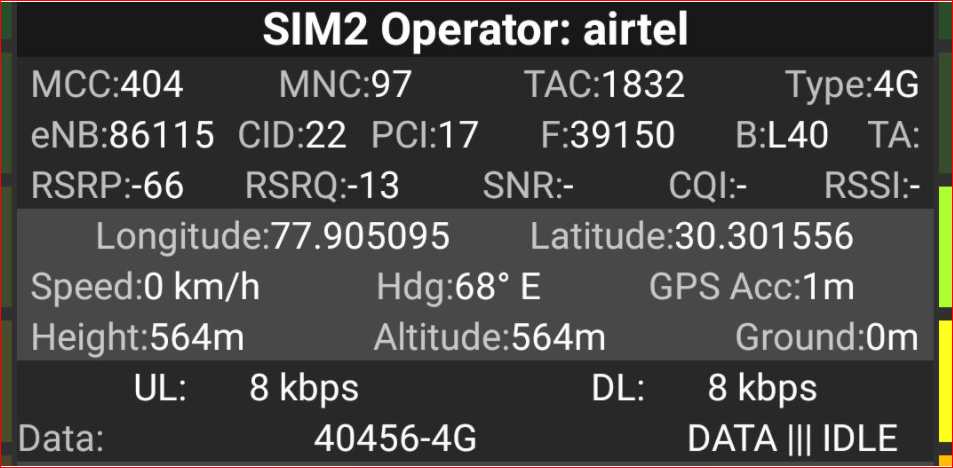 SIM2 Operator: airtel
MCC:404 MNC:97 TAC:1832 Type:4G
eNB:86115 CID:22 PCI:17 F:39150 B:L40 TA:
RSRP:-66 RSRQ:-13 SNR:- CQI:- RSSI:-
Longitude:77.905095 Latitude:30.301556
Speed:0 km/h Hdg:68° E GPS Acc:1m
Height:564m Altitude:564m Ground:0m
UL: 8 kbps DL: 8 kbps
Data: 40456-4G DATA ||| IDLE